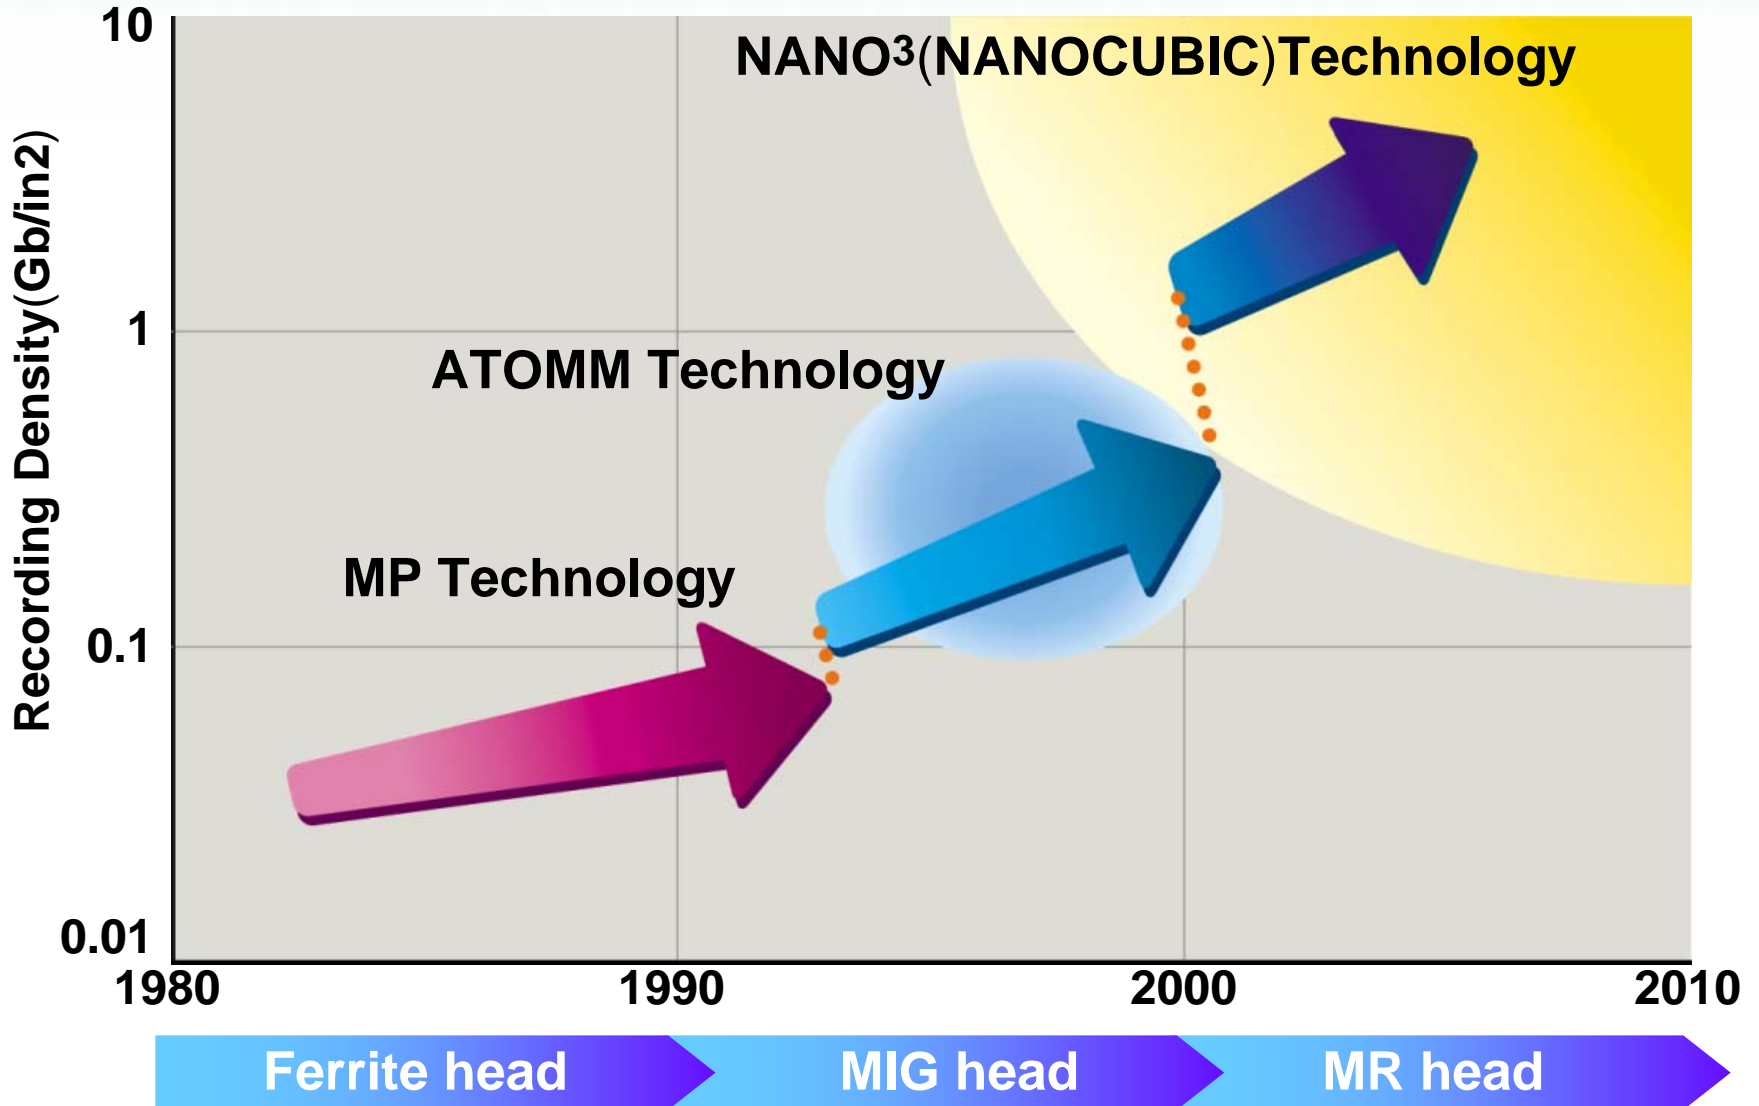 10
NANO³(NANOCUBIC)Technology
Recording Density(Gb/in2)
1
ATOMM Technology
MP Technology
0.1
0.01
1980 1990 2000 2010
Ferrite head MIG head MR head